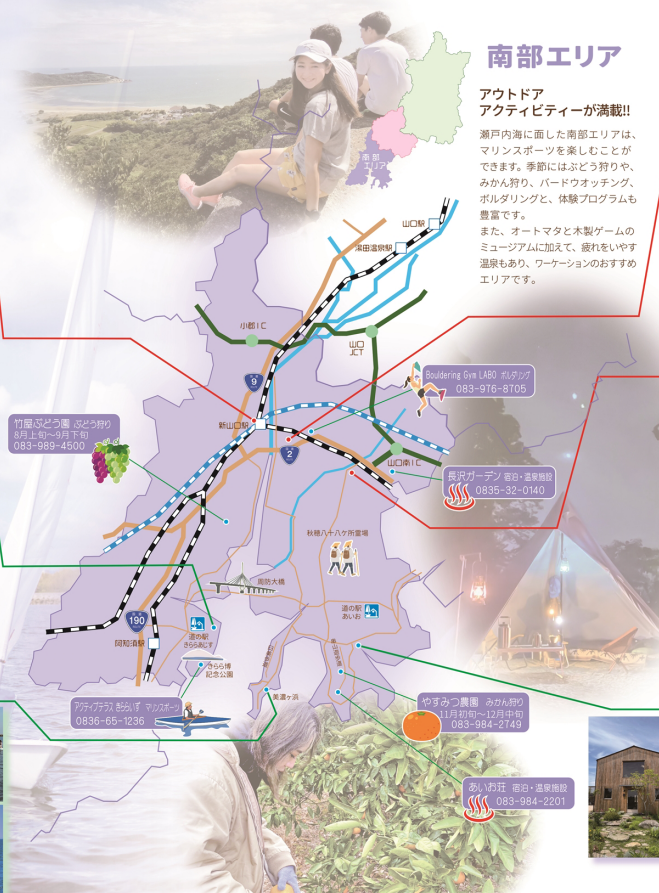 南部エリア
アウトドア
アクティビティーが満載!!
瀬戸内海に面した南部エリアは、
マリンスポーツを楽しむことが
できます。季節にはぶどう狩りや、
みかん狩り、バードウオッチング、
ボルダリングと、体験プログラムも
豊富です。
また、オートマタと木製ゲームの
ミュージアムに加えて、疲れをいやす
温泉もあり、ワーケーションのおすすめ
エリアです。
南部
エリア
山口駅
湯田温泉駅
小郡IC
山口
JCT
国道
9
Bouldering Gym LABO ボルダリング
083-976-8705
竹屋ぶどう園 ぶどう狩り
8月上旬〜9月下旬
083-989-4500
新山口駅
国道
2
山口南IC
長沢ガーデン 宿泊・温泉施設
0835-32-0140
秋穂八十八ケ所霊場
周防大橋
国道
190
道の駅
きららあじす
道の駅
あいお
阿知須駅
きらら博
記念公園
美濃ヶ浜
アクティブテラス きららいず マリンスポーツ
0836-65-1236
やすみつ農園 みかん狩り
11月初旬〜12月中旬
083-984-2749
あいお荘 宿泊・温泉施設
083-984-2201